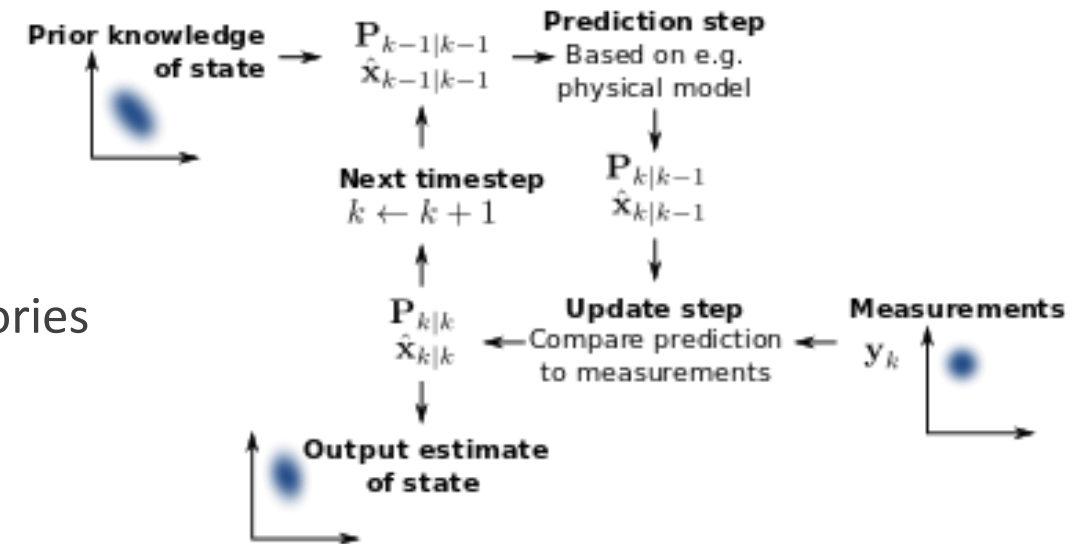 Prior knowledge
of state
P_{k−1|k−1}
x̂_{k−1|k−1}
Prediction step
Based on e.g.
physical model
P_{k|k−1}
x̂_{k|k−1}
Next timestep
k ← k + 1
ories
P_{k|k}
x̂_{k|k}
Update step
Compare prediction
to measurements
Measurements
y_k
Output estimate
of state